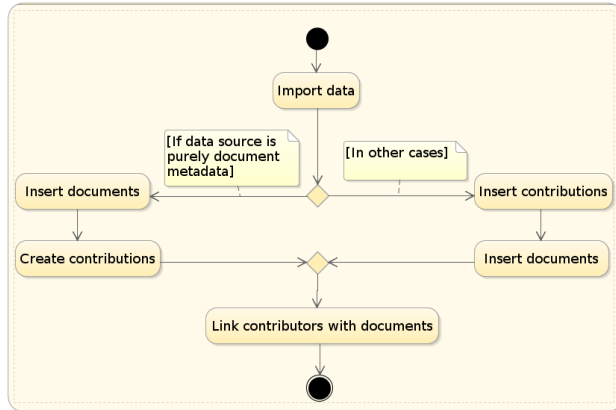 Import data
[If data source is
purely document
metadata]
[In other cases]
Insert documents
Insert contributions
Create contributions
Insert documents
Link contributors with documents